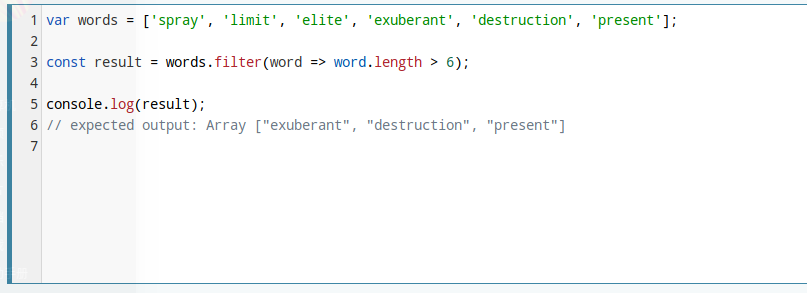 1 var words = ['spray', 'limit', 'elite', 'exuberant', 'destruction', 'present'];
2
3 const result = words.filter(word => word.length > 6);
4
5 console.log(result);
6 // expected output: Array ["exuberant", "destruction", "present"]
7